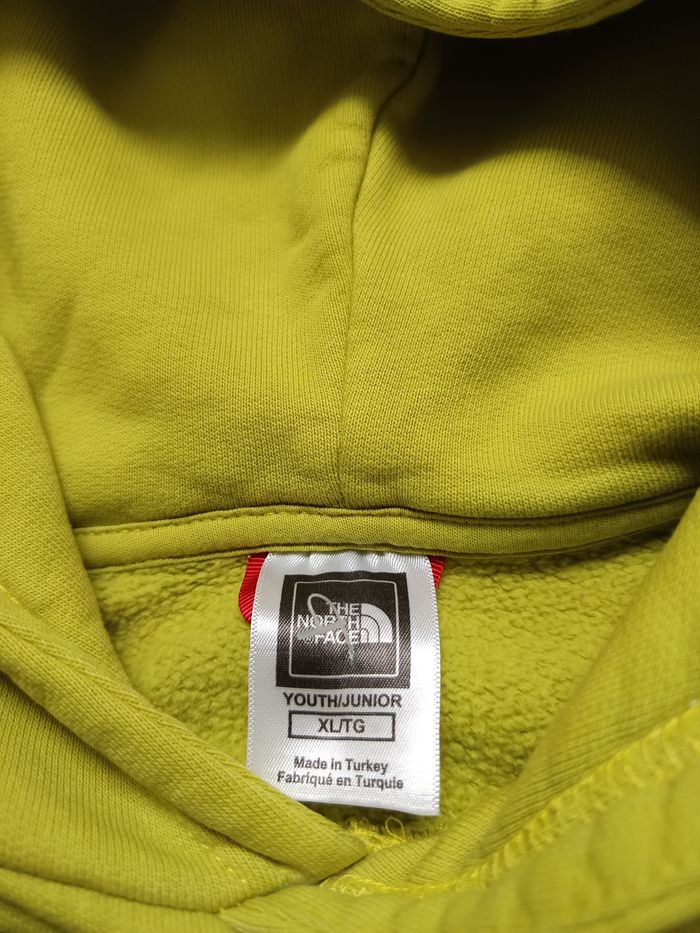 THE
NORTH
FACE
YOUTH/JUNIOR
XL/TG
Made in Turkey
Fabriqué en Turquie